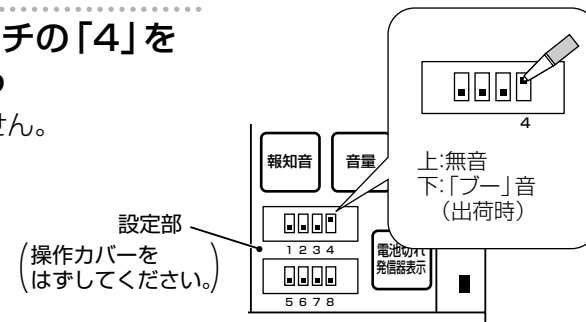 チの「4」を
せん。
4
上:無音
下:「ブー」音
(出荷時)
報知音
音量
設定部
(操作カバーを
はずしてください。)
1 2 3 4
電池切れ
発信器表示
5 6 7 8